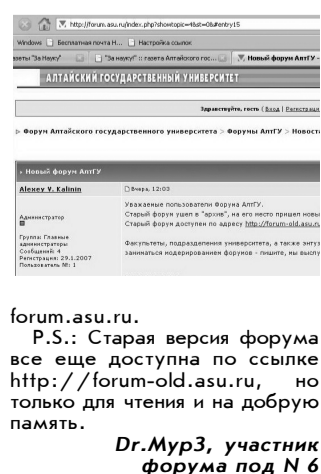 http://forum.asu.ru/index.php?showtopic=4&st=0&#entry15
Windows Бесплатная почта H... Настройка ссылок
азеты "За Науку" "За науку!" :: газета Алтайского гос... Новый форум АлтГУ -
АЛТАЙСКИЙ ГОСУДАРСТВЕННЫЙ УНИВЕРСИТЕТ
Здравствуйте, гость ( Вход | Регистраци
> Форум Алтайского государственного университета > Форумы АлтГУ > Новост
> Новый форум АлтГУ
Alexey V. Kalinin Вчера, 12:03
Уважаемые пользователи Форума АлтГУ.
Старый форум ушел в "архив", на его место пришел новы
Старый форум доступен по адресу http://forum-old.asu.ru
Администратор
Группа: Главные
администраторы
Сообщений: 4
Регистрация: 29.1.2007
Пользователь №: 1
Факультеты, подразделения университета, а также энтуз
заниматься модерированием форумов - пишите, мы выслу
forum.asu.ru.
P.S.: Старая версия форума
все еще доступна по ссылке
http://forum-old.asu.ru, но
только для чтения и на добрую
память.
Dr.Мур3, участник
форума под N 6